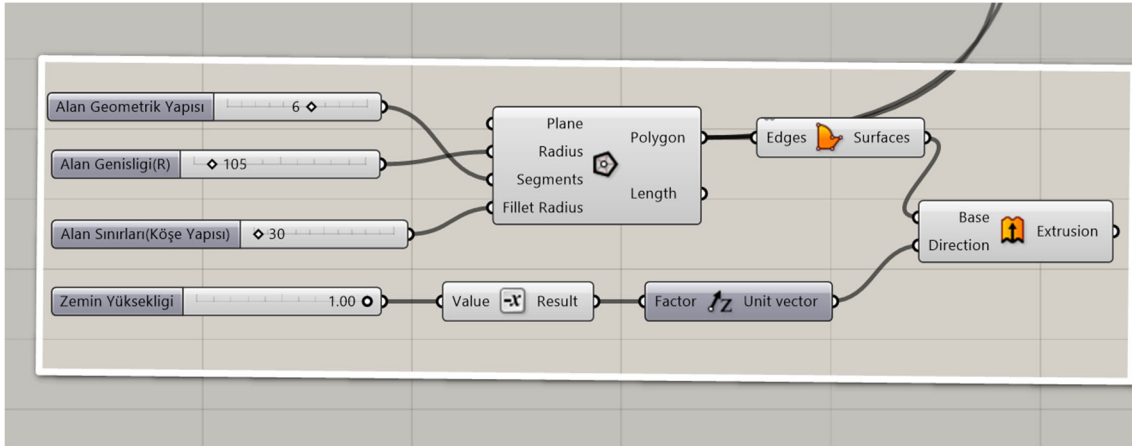 Alan Geometrik Yapısı 6
Alan Genisligi(R) 105
Alan Sınırları(Köşe Yapısı) 30
Zemin Yüksekligi 1.00
Plane
Radius
Segments
Fillet Radius
Polygon
Length
Edges Surfaces
Base
Direction
Extrusion
Value -x Result
Factor Z Unit vector